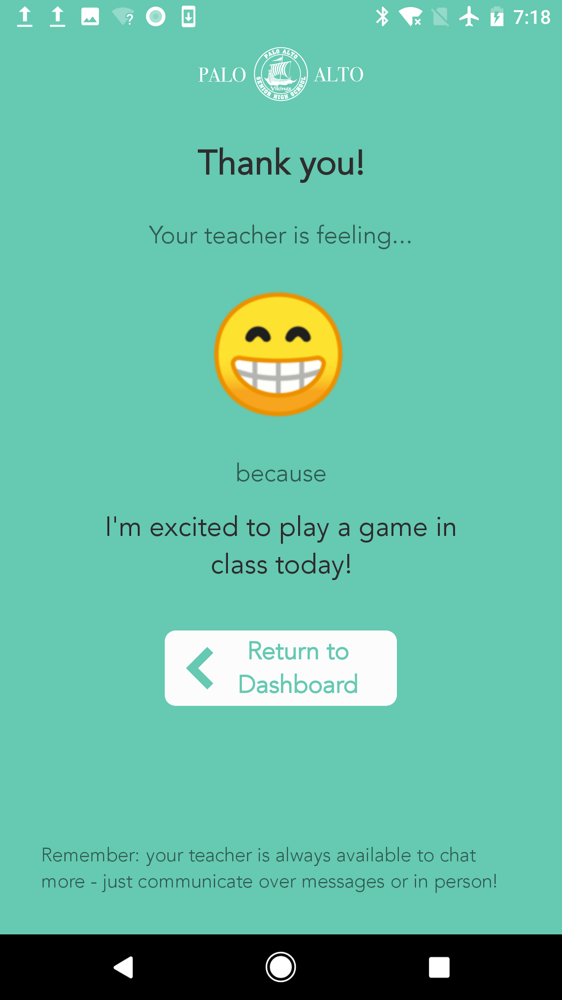 7:18
PALO ALTO
PALO ALTO
Vikings
SENIOR HIGH SCHOOL
Thank you!
Your teacher is feeling...
because
I'm excited to play a game in
class today!
Return to
Dashboard
Remember: your teacher is always available to chat
more - just communicate over messages or in person!